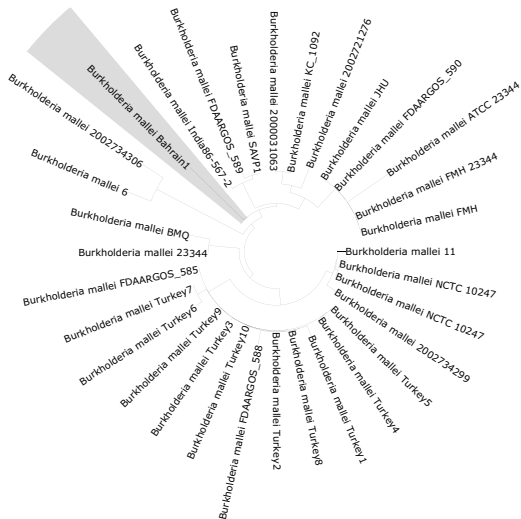 Burkholderia mallei 11
Burkholderia mallei FMH
Burkholderia mallei FMH 23344
Burkholderia mallei ATCC 23344
Burkholderia mallei FDAARGOS_590
Burkholderia mallei JHU
Burkholderia mallei 2002721276
Burkholderia mallei KC_1092
Burkholderia mallei 2000031063
Burkholderia mallei SAVP1
Burkholderia mallei FDAARGOS_589
Burkholderia mallei India86-567-2
Burkholderia mallei Bahrain1
Burkholderia mallei 2002734306
Burkholderia mallei 6
Burkholderia mallei BMQ
Burkholderia mallei 23344
Burkholderia mallei FDAARGOS_585
Burkholderia mallei Turkey7
Burkholderia mallei Turkey6
Burkholderia mallei Turkey9
Burkholderia mallei Turkey3
Burkholderia mallei Turkey10
Burkholderia mallei FDAARGOS_588
Burkholderia mallei Turkey2
Burkholderia mallei Turkey8
Burkholderia mallei Turkey1
Burkholderia mallei Turkey4
Burkholderia mallei Turkey5
Burkholderia mallei 2002734299
Burkholderia mallei NCTC 10247
Burkholderia mallei NCTC 10247